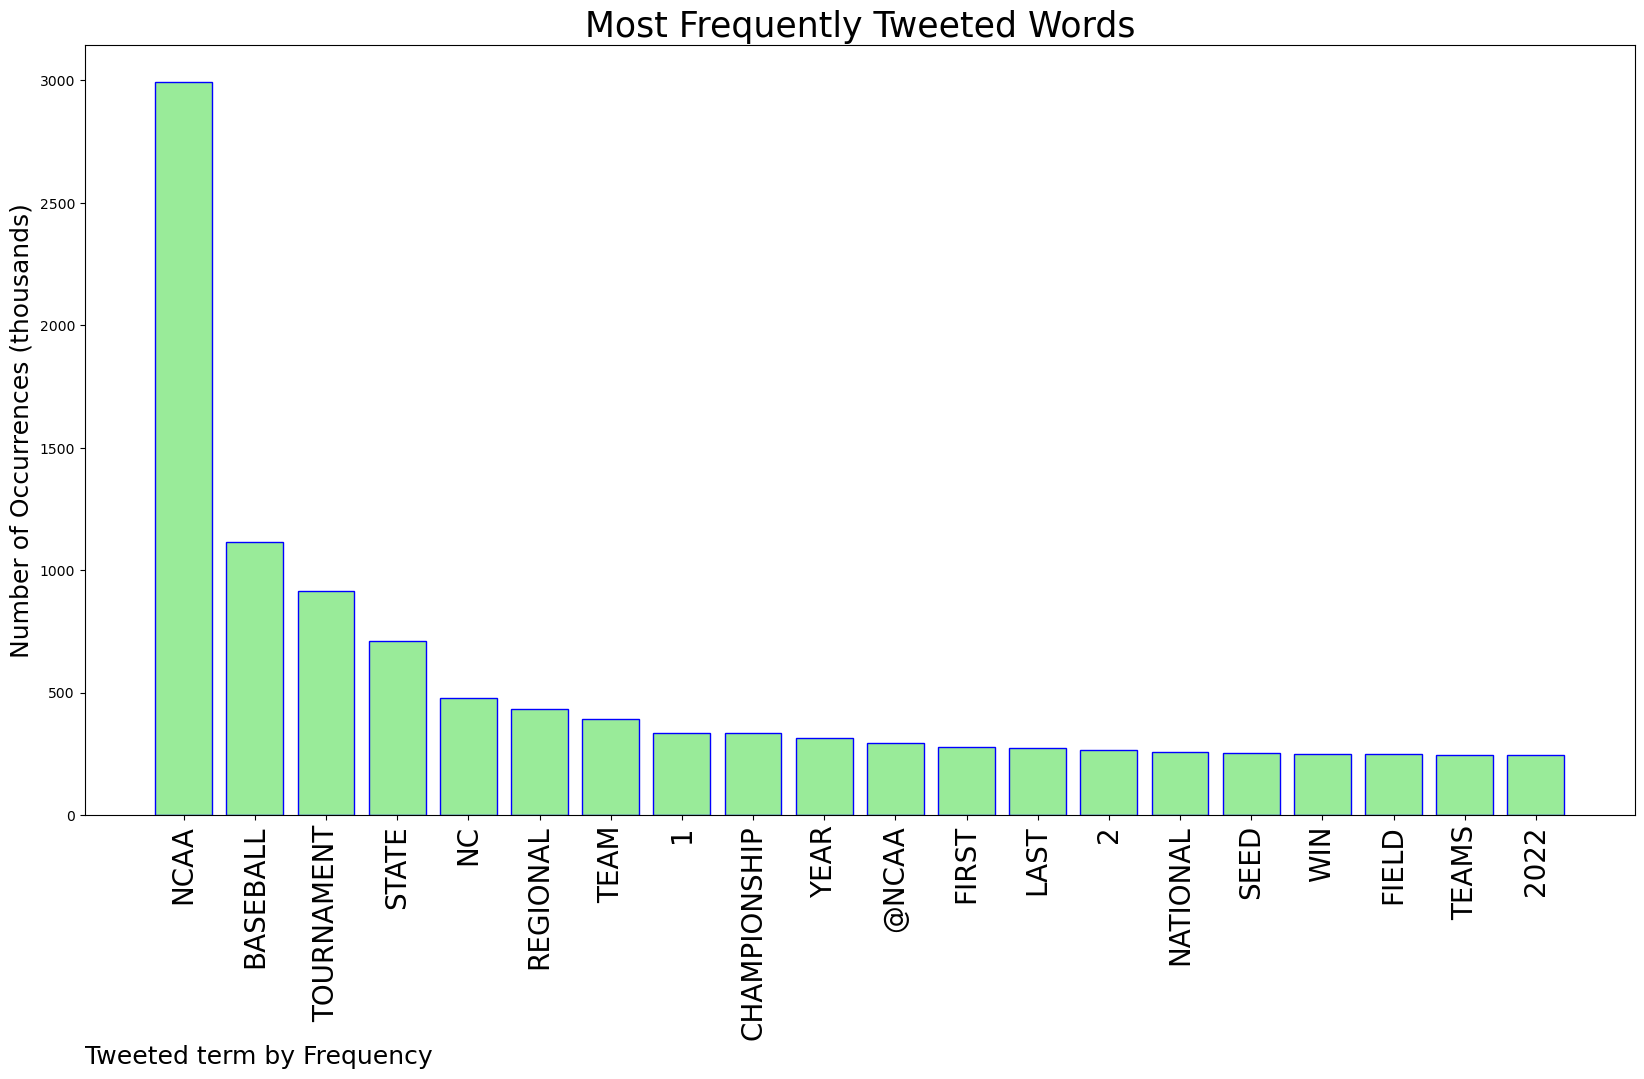 Most Frequently Tweeted Words
Number of Occurrences (thousands)
3000
2500
2000
1500
1000
500
0
NCAA
BASEBALL
TOURNAMENT
STATE
NC
REGIONAL
TEAM
1
CHAMPIONSHIP
YEAR
@NCAA
FIRST
LAST
2
NATIONAL
SEED
WIN
FIELD
TEAMS
2022
Tweeted term by Frequency